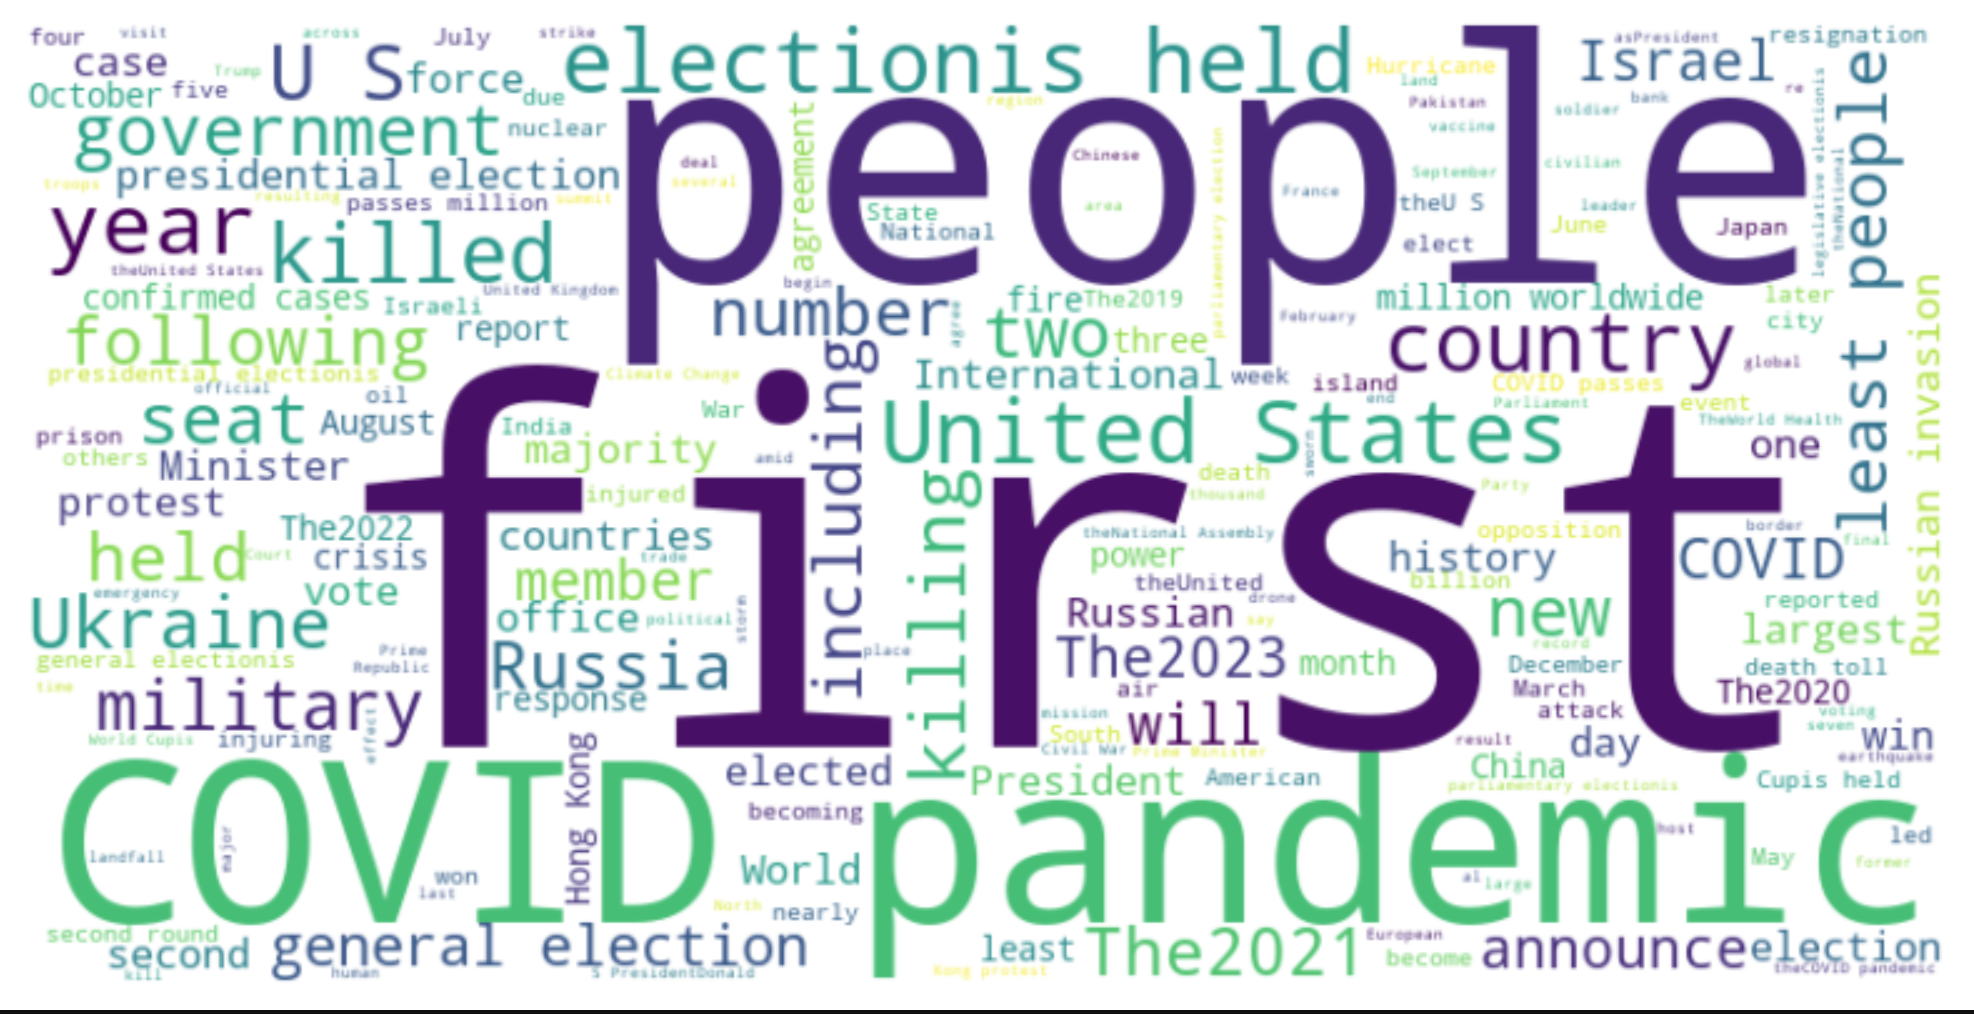 four
visit
across
July
strike
electionis held
asPresident
resignation
case
Trump
U S
force
Hurricane
land
Israel
October
five
due
people
region
Pakistan
bank
re
soldier
government
nuclear
agreement
vaccine
legislative electionis
least people
presidential election
deal
several
Chinese
parliamentary election
France
September
civilian
theNational
troops
resulting
passes million
summit
State
National
area
theU S
leader
year
killed
elect
June
Japan
theUnited States
confirmed cases
Israeli
United Kingdom
begin
number
agree
fire
The2019
million worldwide
later
city
Russian invasion
following
report
two
three
February
country
presidential electionis
official
Climate Change
including
International
week
island
end
COVID passes
Parliament
global
event
seat
oil
August
War
India
United States
TheWorld Health
prison
others
Minister
majority
amid
sworn
one
protest
first
injured
killing
death
thousand
Party
held
Court
The2022
crisis
countries
trade
theNational Assembly
power
opposition
history
border
COVID
final
emergency
vote
member
theUnited
drone
billion
Ukraine
office
political
storm
Russian
say
new
record
reported
largest
general electionis
Prime
Republic
Russia
place
The2023
month
December
death toll
time
military
response
air
March
The2020
attack
World Cupis
injuring
effect
mission
South
will
Civil War
Prime Minister
result
day
voting
seven
win
earthquake
COVID
Hong Kong
elected
President
American
China
parliamentary electionis
Cupis held
becoming
pandemic
landfall
major
won
last
World
host
led
May
former
al
large
North
nearly
second round
second
kill
general election
human
S PresidentDonald
least
Kong protest
The2021
European
become
announce
election
theCOVID pandemic